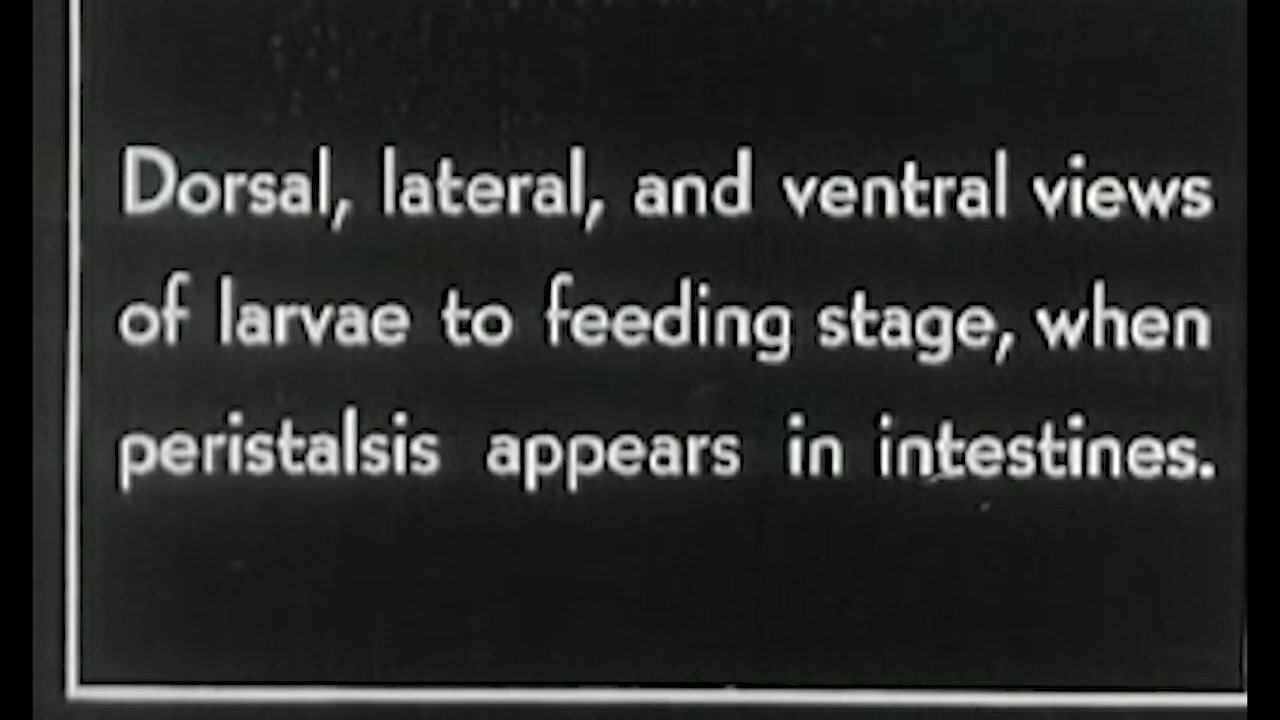 Dorsal, lateral, and ventral views
of larvae to feeding stage, when
peristalsis appears in intestines.